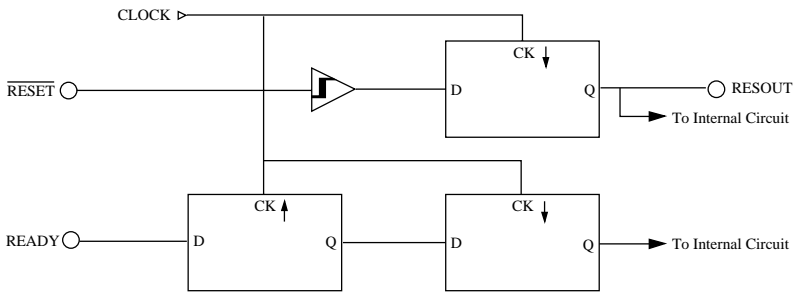 CLOCK
CK
RESET
D
Q
RESOUT
To Internal Circuit
CK
CK
READY
D
Q
D
Q
To Internal Circuit